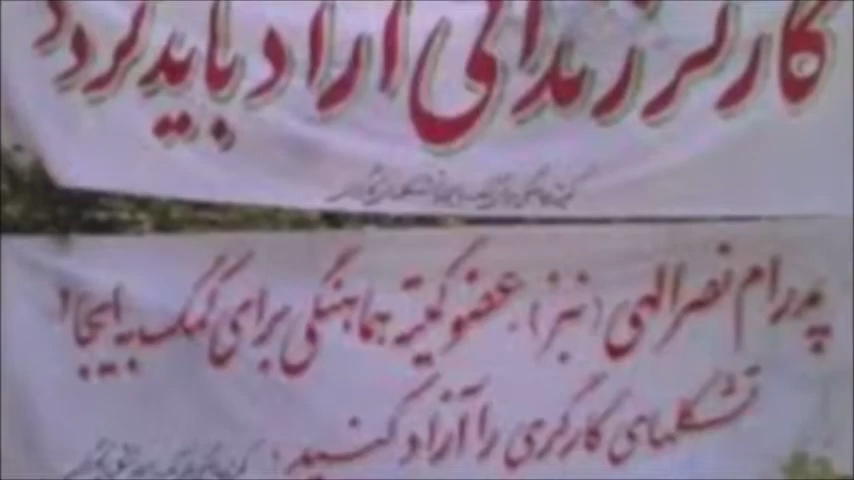 کارگر زندانی آزاد باید گردد
پدرام نصرالهی (نبز) عضو کمیته هماهنگی برای کمک به ایجاد
تشکلهای کارگری را آزاد کنید!